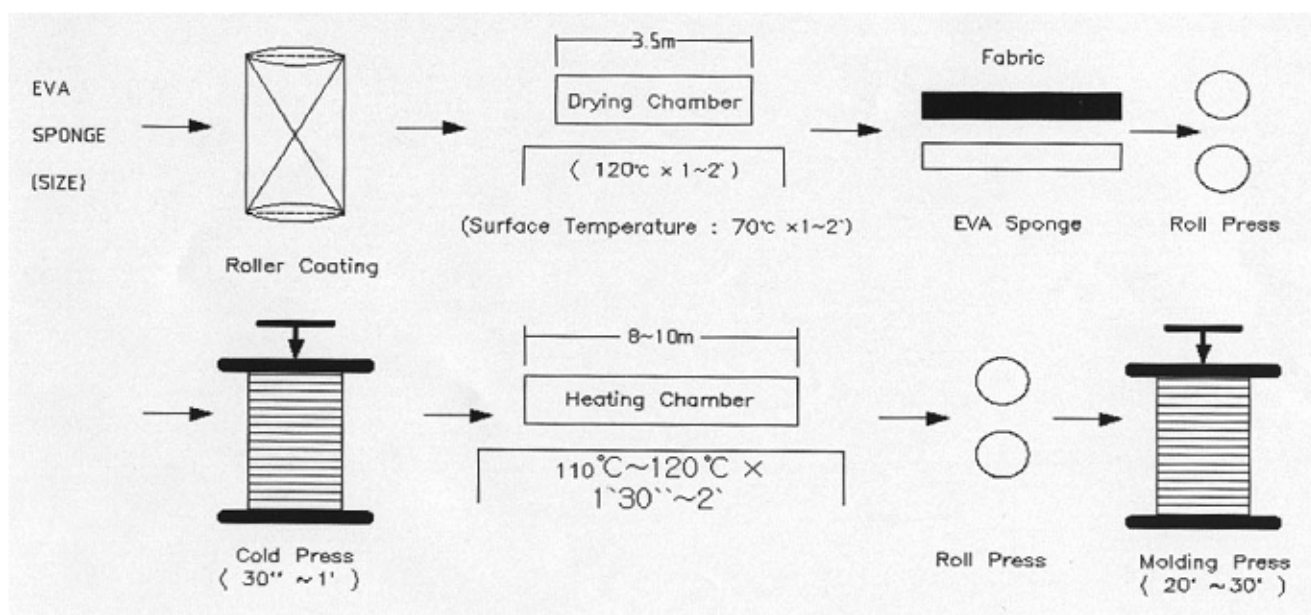 EVA
SPONGE
(SIZE)
Roller Coating
3.5m
Drying Chamber
( 120℃ × 1~2` )
(Surface Temperature : 70℃ ×1~2`)
Fabric
EVA Sponge
Roll Press
Cold Press
( 30'' ~1' )
8~10m
Heating Chamber
110℃~120℃ ×
1`30``~2`
Roll Press
Molding Press
( 20' ~30' )